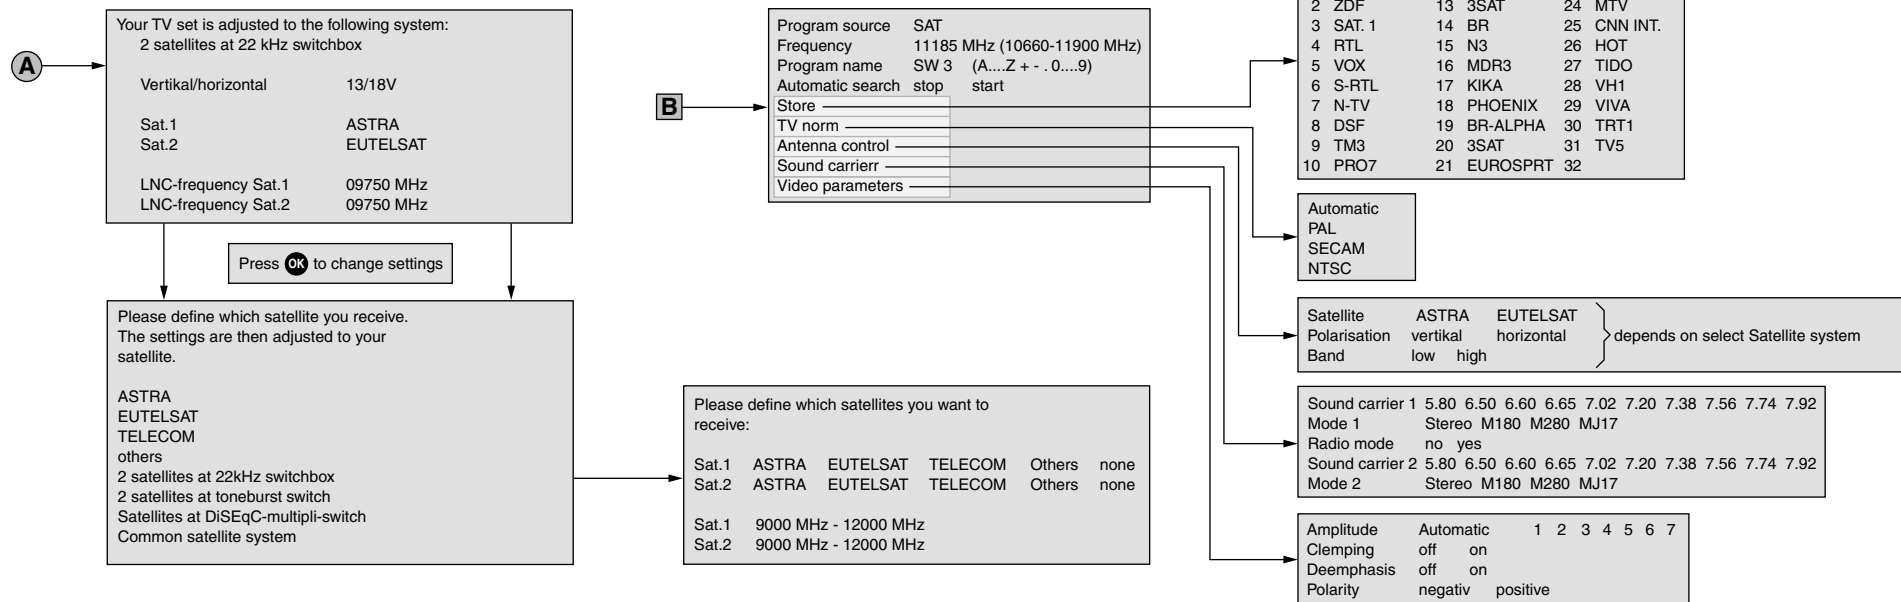 A
Your TV set is adjusted to the following system:
2 satellites at 22 kHz switchbox
Vertikal/horizontal 13/18V
Sat.1 ASTRA
Sat.2 EUTELSAT
LNC-frequency Sat.1 09750 MHz
LNC-frequency Sat.2 09750 MHz
Press OK to change settings
Please define which satellite you receive.
The settings are then adjusted to your
satellite.
ASTRA
EUTELSAT
TELECOM
others
2 satellites at 22kHz switchbox
2 satellites at toneburst switch
Satellites at DiSEqC-multipli-switch
Common satellite system
Please define which satellites you want to
receive:
Sat.1 ASTRA EUTELSAT TELECOM Others none
Sat.2 ASTRA EUTELSAT TELECOM Others none
Sat.1 9000 MHz - 12000 MHz
Sat.2 9000 MHz - 12000 MHz
B
Program source SAT
Frequency 11185 MHz (10660-11900 MHz)
Program name SW 3 (A....Z + - . 0....9)
Automatic search stop start
Store
TV norm
Antenna control
Sound carrierr
Video parameters
2 ZDF 13 3SAT 24 MTV
3 SAT. 1 14 BR 25 CNN INT.
4 RTL 15 N3 26 HOT
5 VOX 16 MDR3 27 TIDO
6 S-RTL 17 KIKA 28 VH1
7 N-TV 18 PHOENIX 29 VIVA
8 DSF 19 BR-ALPHA 30 TRT1
9 TM3 20 3SAT 31 TV5
10 PRO7 21 EUROSPRT 32
Automatic
PAL
SECAM
NTSC
Satellite ASTRA EUTELSAT
Polarisation vertikal horizontal depends on select Satellite system
Band low high
Sound carrier 1 5.80 6.50 6.60 6.65 7.02 7.20 7.38 7.56 7.74 7.92
Mode 1 Stereo M180 M280 MJ17
Radio mode no yes
Sound carrier 2 5.80 6.50 6.60 6.65 7.02 7.20 7.38 7.56 7.74 7.92
Mode 2 Stereo M180 M280 MJ17
Amplitude Automatic 1 2 3 4 5 6 7
Clemping off on
Deemphasis off on
Polarity negativ positive